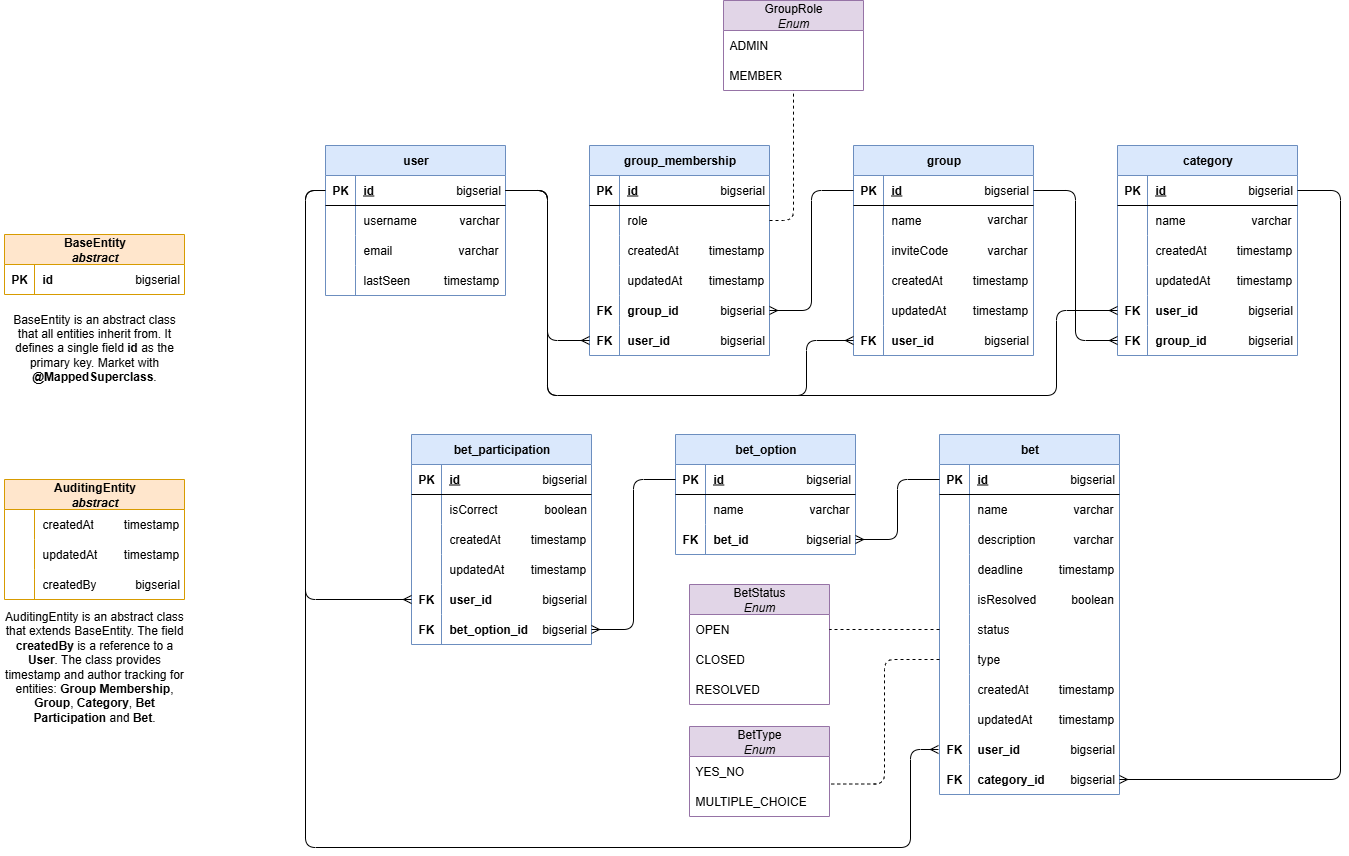 GroupRole
Enum
ADMIN
MEMBER
user
PK id bigserial
username varchar
email varchar
lastSeen timestamp
group_membership
PK id bigserial
role
createdAt timestamp
updatedAt timestamp
FK group_id bigserial
FK user_id bigserial
group
PK id bigserial
name varchar
inviteCode varchar
createdAt timestamp
updatedAt timestamp
FK user_id bigserial
category
PK id bigserial
name varchar
createdAt timestamp
updatedAt timestamp
FK user_id bigserial
FK group_id bigserial
BaseEntity
abstract
PK id bigserial
BaseEntity is an abstract class
that all entities inherit from. It
defines a single field id as the
primary key. Market with
@MappedSuperclass.
AuditingEntity
abstract
createdAt timestamp
updatedAt timestamp
createdBy bigserial
AuditingEntity is an abstract class
that extends BaseEntity. The field
createdBy is a reference to a
User. The class provides
timestamp and author tracking for
entities: Group Membership,
Group, Category, Bet
Participation and Bet.
bet_participation
PK id bigserial
isCorrect boolean
createdAt timestamp
updatedAt timestamp
FK user_id bigserial
FK bet_option_id bigserial
bet_option
PK id bigserial
name varchar
FK bet_id bigserial
BetStatus
Enum
OPEN
CLOSED
RESOLVED
BetType
Enum
YES_NO
MULTIPLE_CHOICE
bet
PK id bigserial
name varchar
description varchar
deadline timestamp
isResolved boolean
status
type
createdAt timestamp
updatedAt timestamp
FK user_id bigserial
FK category_id bigserial